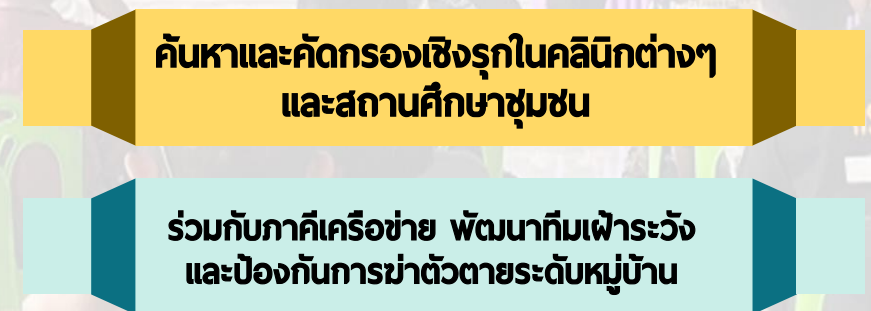 ค้นหาและคัดกรองเชิงรุกในคลินิกต่างๆ
และสถานศึกษาชุมชน
ร่วมกับภาคีเครือข่าย พัฒนาทีมเฝ้าระวัง
และป้องกันการฆ่าตัวตายระดับหมู่บ้าน